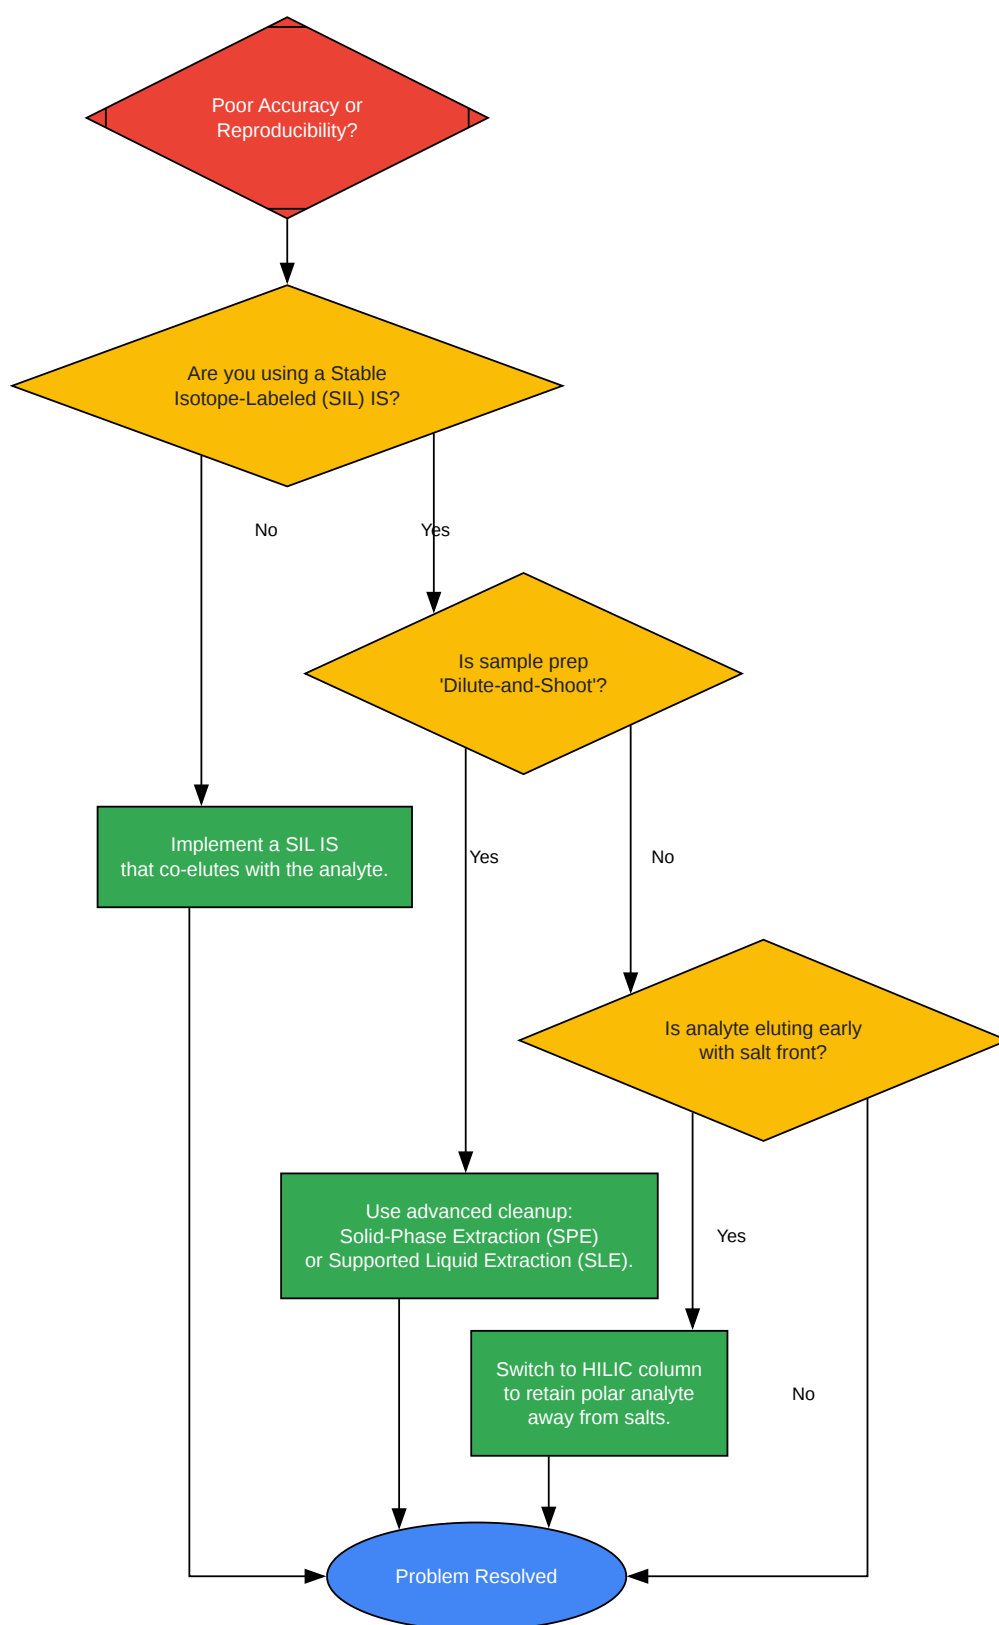 Poor Accuracy or
Reproducibility?
Are you using a Stable
Isotope-Labeled (SIL) IS?
No
Yes
Is sample prep
'Dilute-and-Shoot'?
Implement a SIL IS
that co-elutes with the analyte.
Yes
No
Is analyte eluting early
with salt front?
Use advanced cleanup:
Solid-Phase Extraction (SPE)
or Supported Liquid Extraction (SLE).
Yes
Switch to HILIC column
to retain polar analyte
away from salts.
No
Problem Resolved